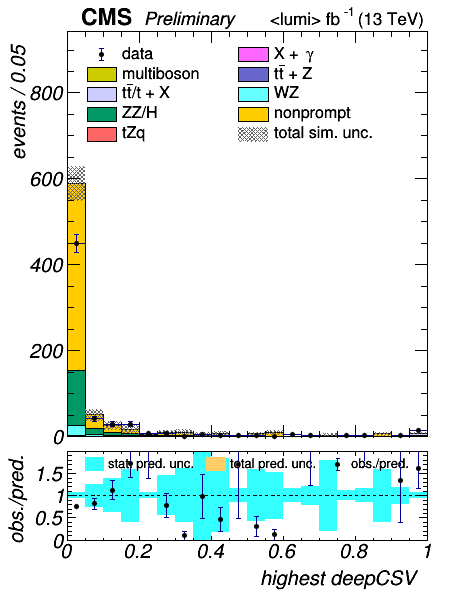 CMS Preliminary <lumi> fb⁻¹ (13 TeV)
events / 0.05
data
multiboson
tt̄/t + X
ZZ/H
tZq
X + γ
tt̄ + Z
WZ
nonprompt
total sim. unc.
800
600
400
200
0
obs./pred.
stat pred. unc. total pred. unc. obs./pred.
1.5
1
0.5
0
0 0.2 0.4 0.6 0.8 1
highest deepCSV